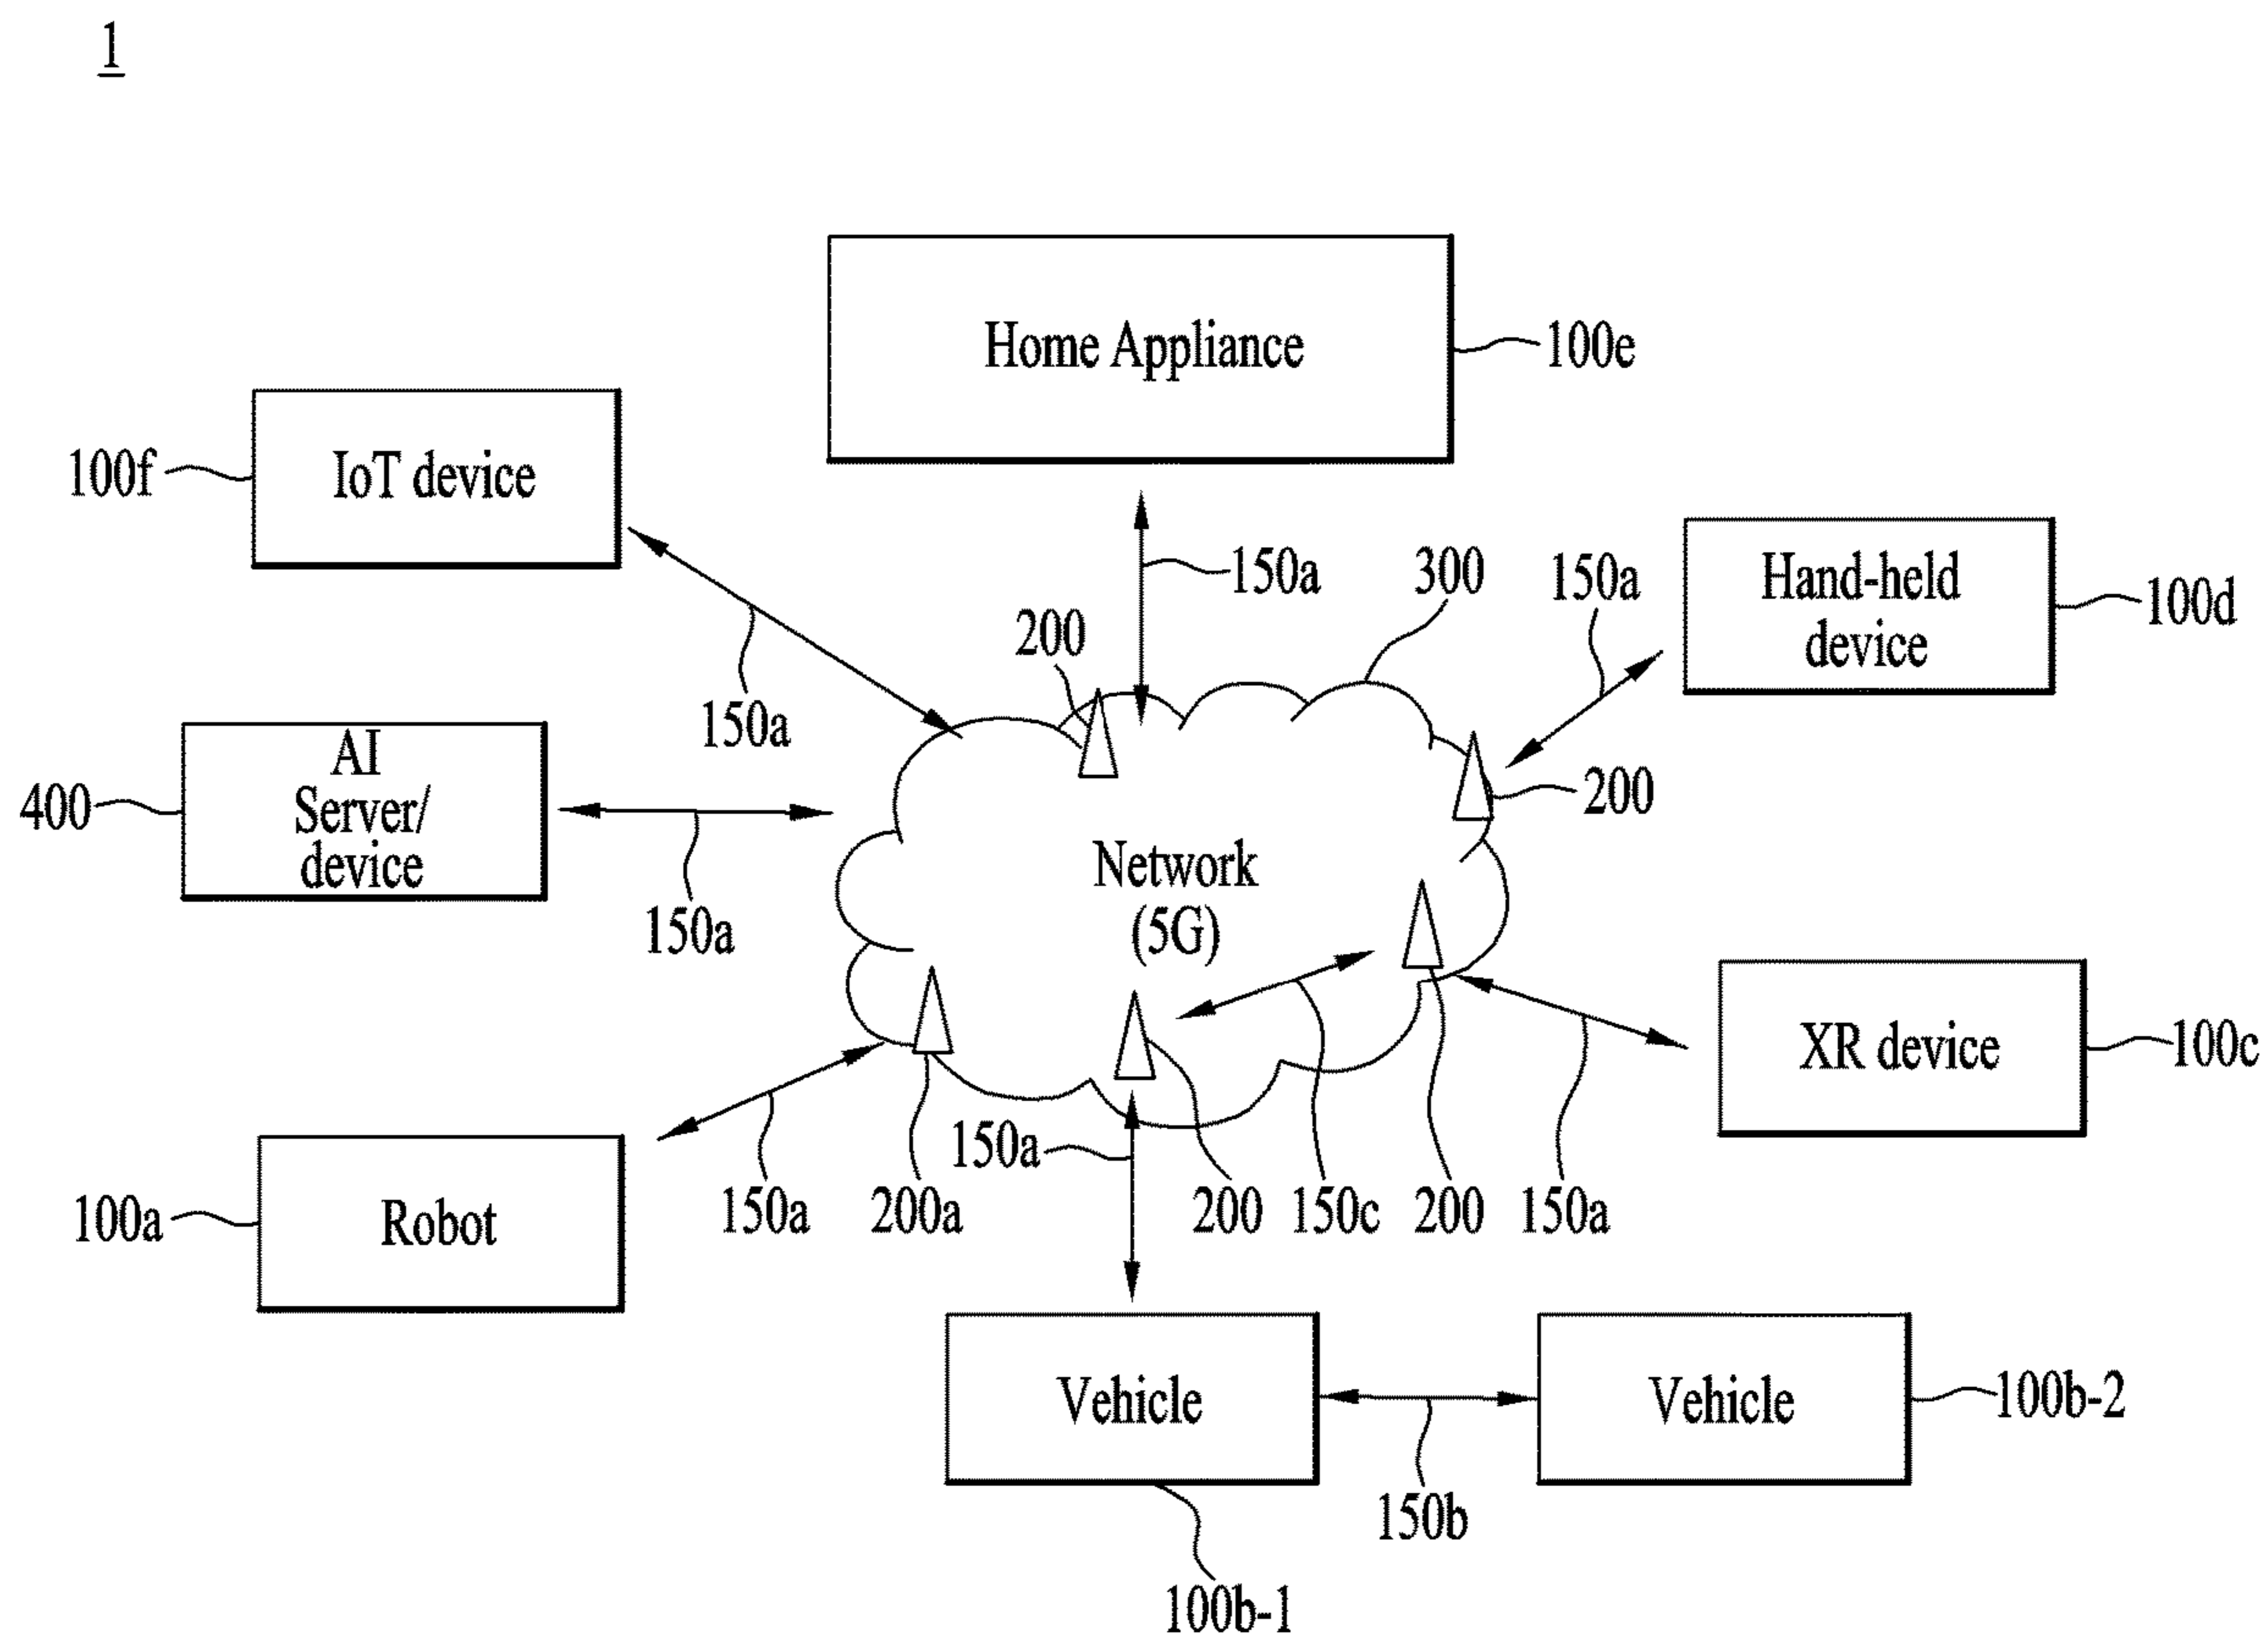 1
Home Appliance
100e
IoT device
100f
150a
300
150a
Hand-held
device
100d
200
150a
AI
Server/
device
400
200
150a
Network
(5G)
XR device
100c
150a
Robot
100a
150a
200a
200
150c
200
150a
Vehicle
Vehicle
100b-2
150b
100b-1